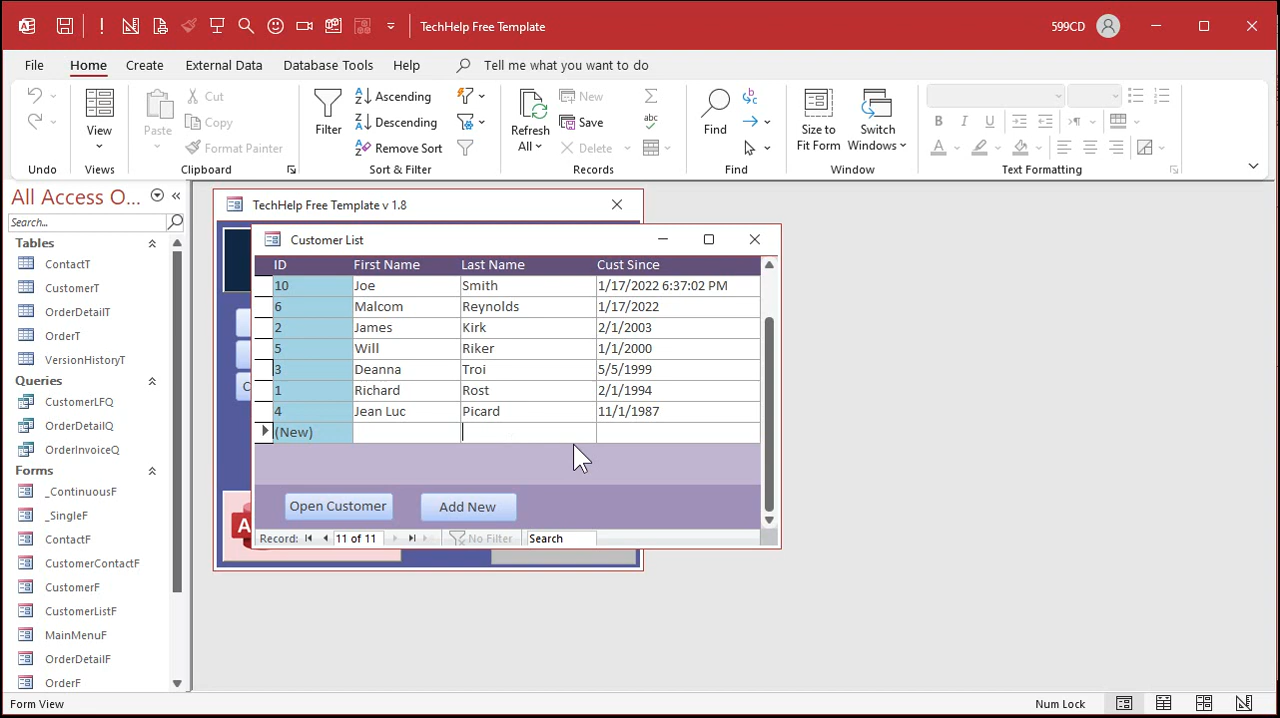 TechHelp Free Template
599CD
File Home Create External Data Database Tools Help Tell me what you want to do
View
Paste
Cut
Copy
Format Painter
Filter
Ascending
Descending
Remove Sort
Refresh
All
New
Save
Delete
Find
Size to
Fit Form
Switch
Windows
Undo Views Clipboard Sort & Filter Records Find Window Text Formatting
All Access O...
Search...
Tables
ContactT
CustomerT
OrderDetailT
OrderT
VersionHistoryT
Queries
CustomerLFQ
OrderDetailQ
OrderInvoiceQ
Forms
_ContinuousF
_SingleF
ContactF
CustomerContactF
CustomerF
CustomerListF
MainMenuF
OrderDetailF
OrderF
TechHelp Free Template v 1.8
Customer List
ID First Name Last Name Cust Since
10 Joe Smith 1/17/2022 6:37:02 PM
6 Malcom Reynolds 1/17/2022
2 James Kirk 2/1/2003
5 Will Riker 1/1/2000
3 Deanna Troi 5/5/1999
1 Richard Rost 2/1/1994
4 Jean Luc Picard 11/1/1987
(New)
Open Customer Add New
Record: 11 of 11 No Filter Search
Form View Num Lock